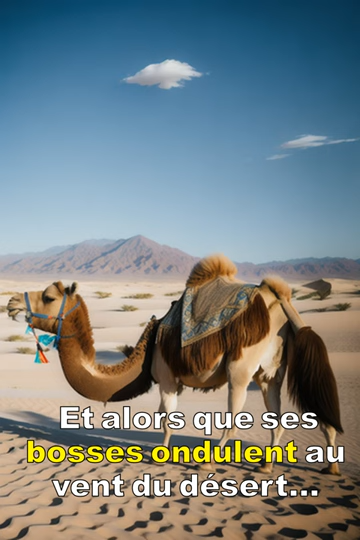 Et alors que ses
bosses ondulent au
vent du désert...